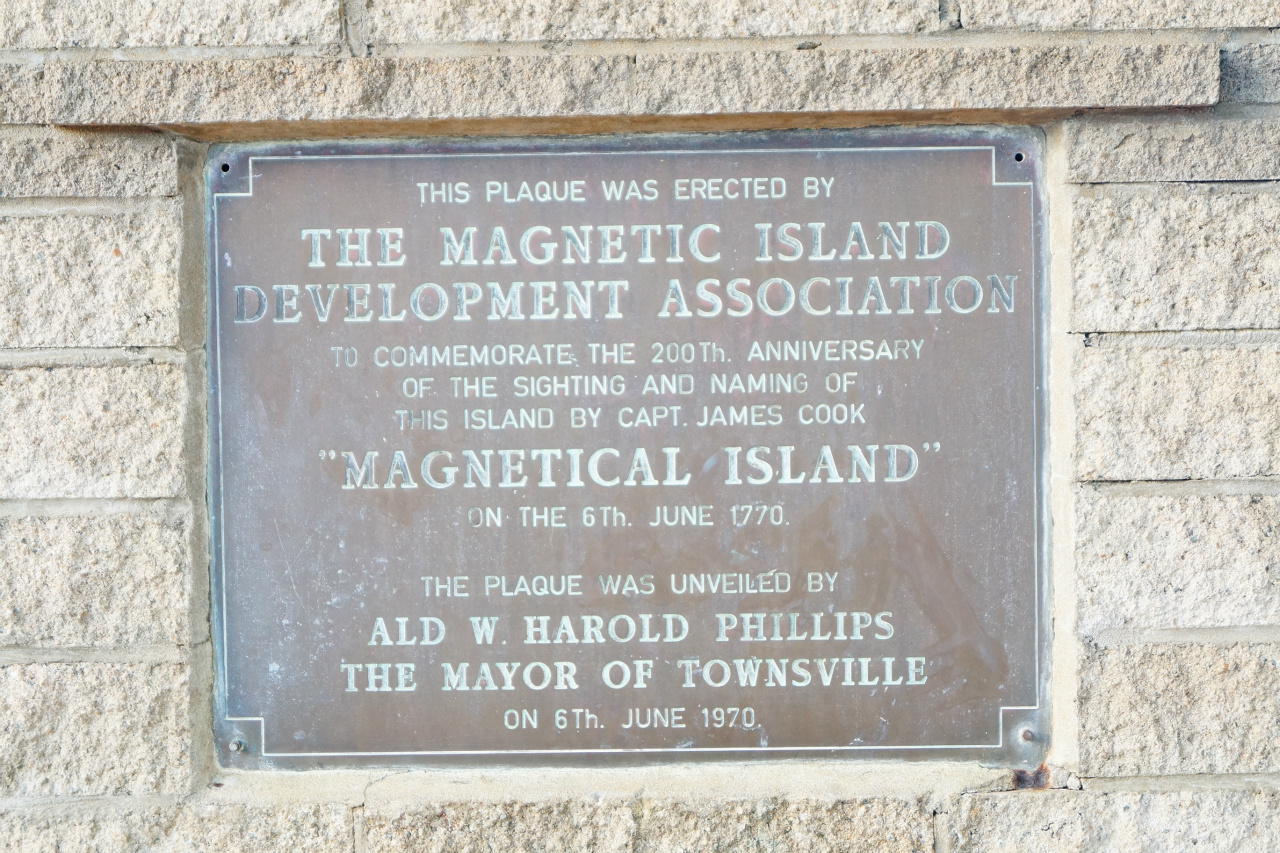 THIS PLAQUE WAS ERECTED BY
THE MAGNETIC ISLAND
DEVELOPMENT ASSOCIATION
TO COMMEMORATE THE 200Th. ANNIVERSARY
OF THE SIGHTING AND NAMING OF
THIS ISLAND BY CAPT. JAMES COOK
"MAGNETICAL ISLAND"
ON THE 6Th. JUNE 1770.
THE PLAQUE WAS UNVEILED BY
ALD W. HAROLD PHILLIPS
THE MAYOR OF TOWNSVILLE
ON 6Th. JUNE 1970.